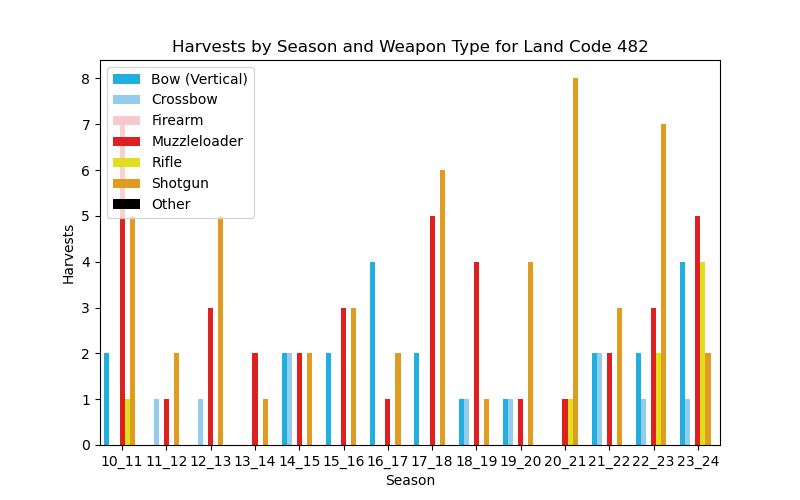 Harvests by Season and Weapon Type for Land Code 482
8
7
6
5
4
3
2
1
0
Harvests
Bow (Vertical)
Crossbow
Firearm
Muzzleloader
Rifle
Shotgun
Other
10_11 11_12 12_13 13_14 14_15 15_16 16_17 17_18 18_19 19_20 20_21 21_22 22_23 23_24
Season